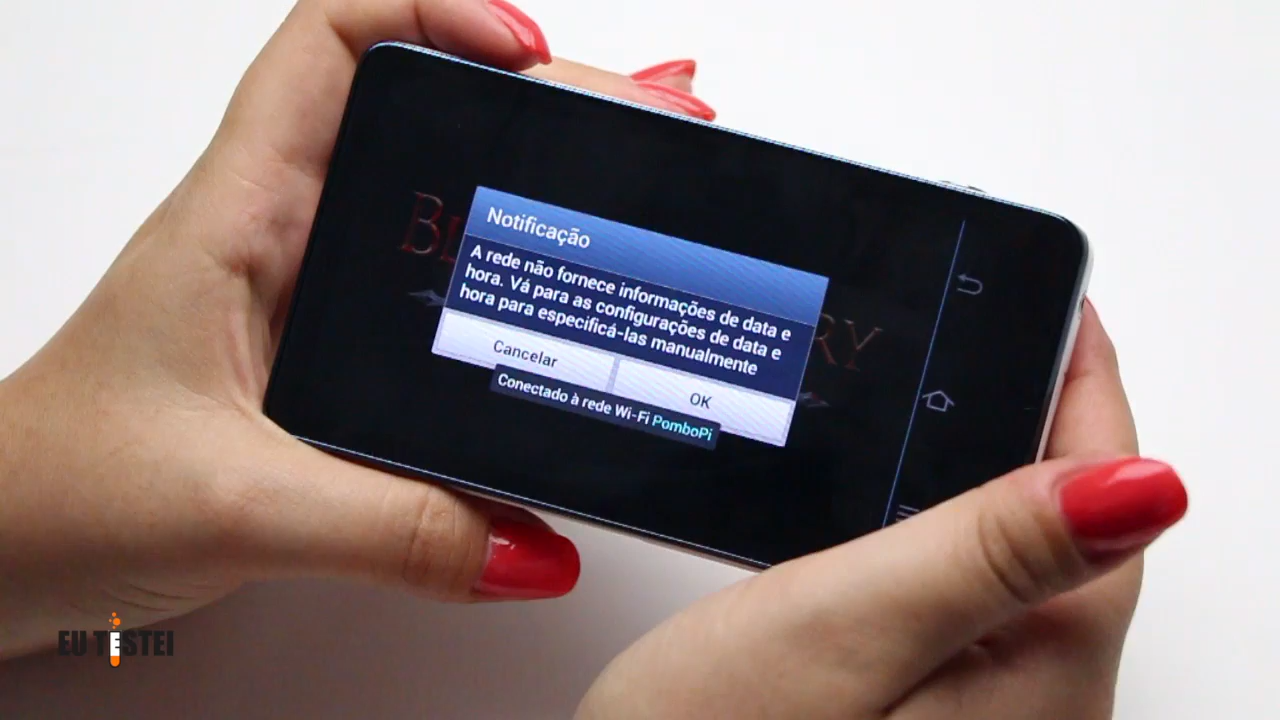 Notificação
A rede não fornece informações de data e
hora. Vá para as configurações de data e
hora para especificá-las manualmente
Cancelar
OK
Conectado à rede Wi-Fi PomboPi
EU TESTEI